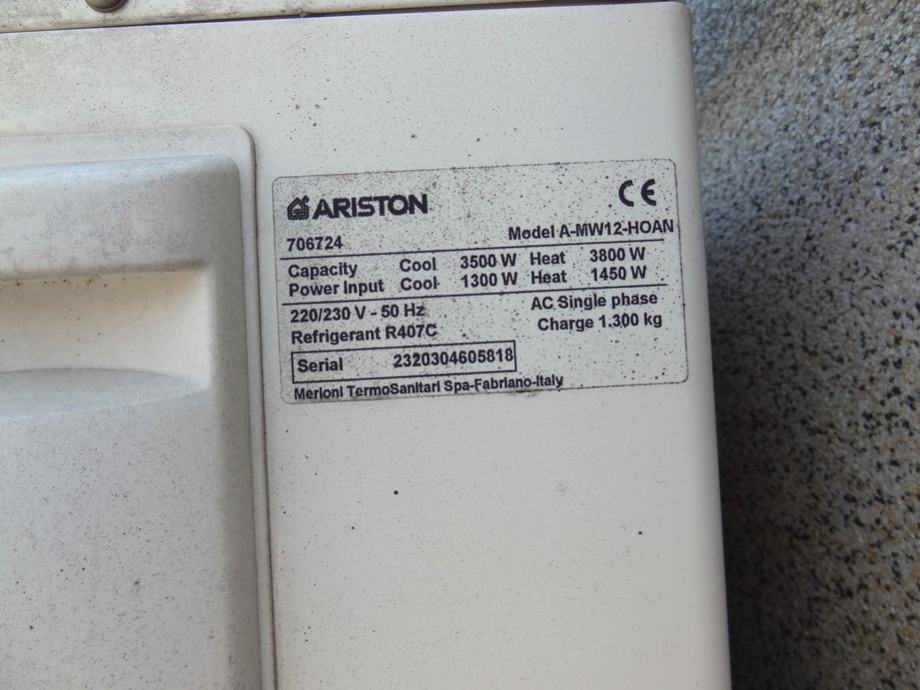 ARISTON CE
706724 Model A-MW12-HOAN
Capacity Cool 3500 W Heat 3800 W
Power Input Cool 1300 W Heat 1450 W
220/230 V - 50 Hz AC Single phase
Refrigerant R407C Charge 1.300 kg
Serial 2320304605818
Merloni TermoSanitari Spa-Fabriano-Italy